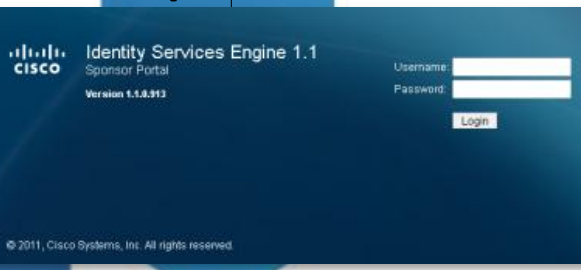 CISCO
Identity Services Engine 1.1
Sponsor Portal
Version 1.1.0.913
Username:
Password:
Login
© 2011, Cisco Systems, Inc. All rights reserved.